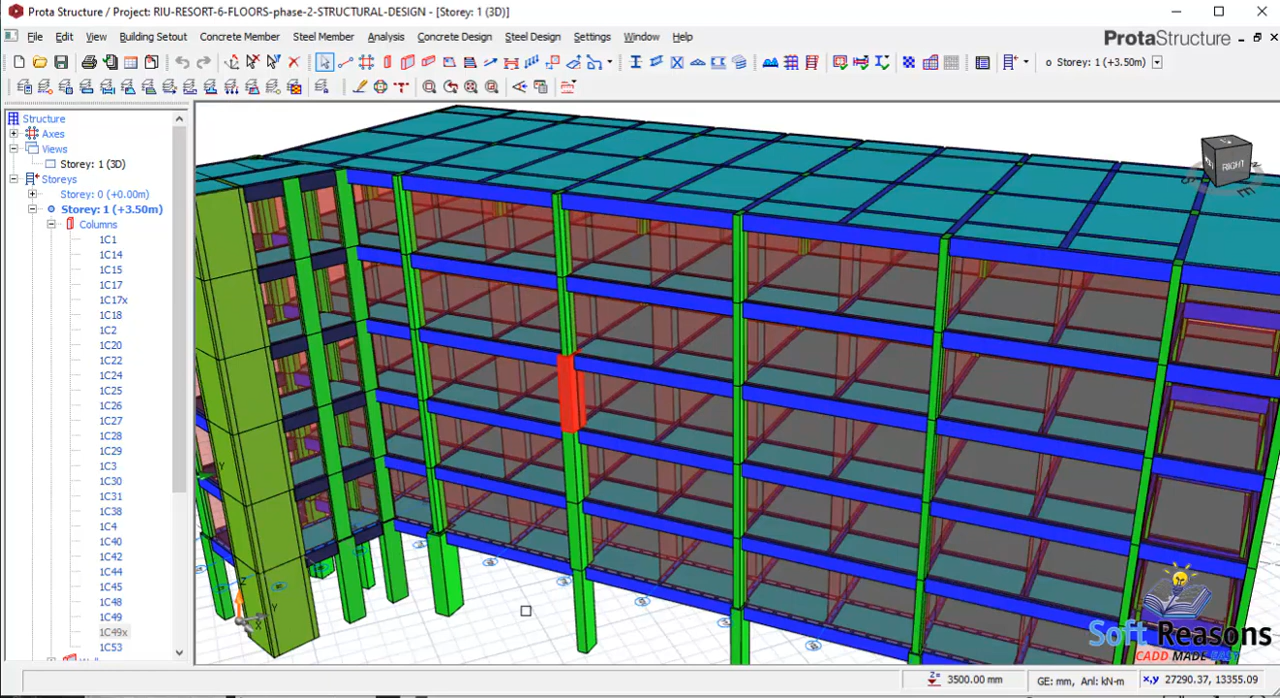 Prota Structure / Project: RIU-RESORT-6-FLOORS-phase-2-STRUCTURAL-DESIGN - [Storey: 1 (3D)]
File Edit View Building Setout Concrete Member Steel Member Analysis Concrete Design Steel Design Settings Window Help
ProtaStructure
Storey: 1 (+3.50m)
Structure
Axes
Views
Storey: 1 (3D)
Storeys
Storey: 0 (+0.00m)
Storey: 1 (+3.50m)
Columns
1C1
1C14
1C15
1C17
1C17x
1C18
1C2
1C20
1C22
1C24
1C25
1C26
1C27
1C28
1C29
1C3
1C30
1C31
1C38
1C4
1C40
1C42
1C44
1C45
1C48
1C49
1C49x
1C53
RIGHT
S
E
Y
Z
Y
X
Soft Reasons
CADD MADE EASY
Z= 3500.00 mm
GE: mm, Anl: kN-m
x,y 27290.37, 13355.09